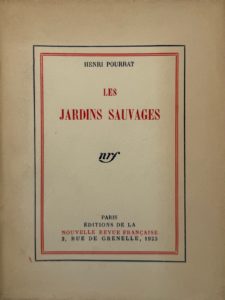 HENRI POURRAT
LES
JARDINS SAUVAGES
nrf
PARIS
ÉDITIONS DE LA
NOUVELLE REVUE FRANÇAISE
3, RUE DE GRENELLE, 1923